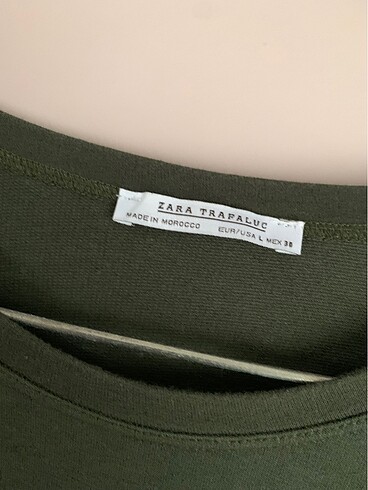 ZARA TRAFALUC
MADE IN MOROCCO EUR/USA L MEX 38